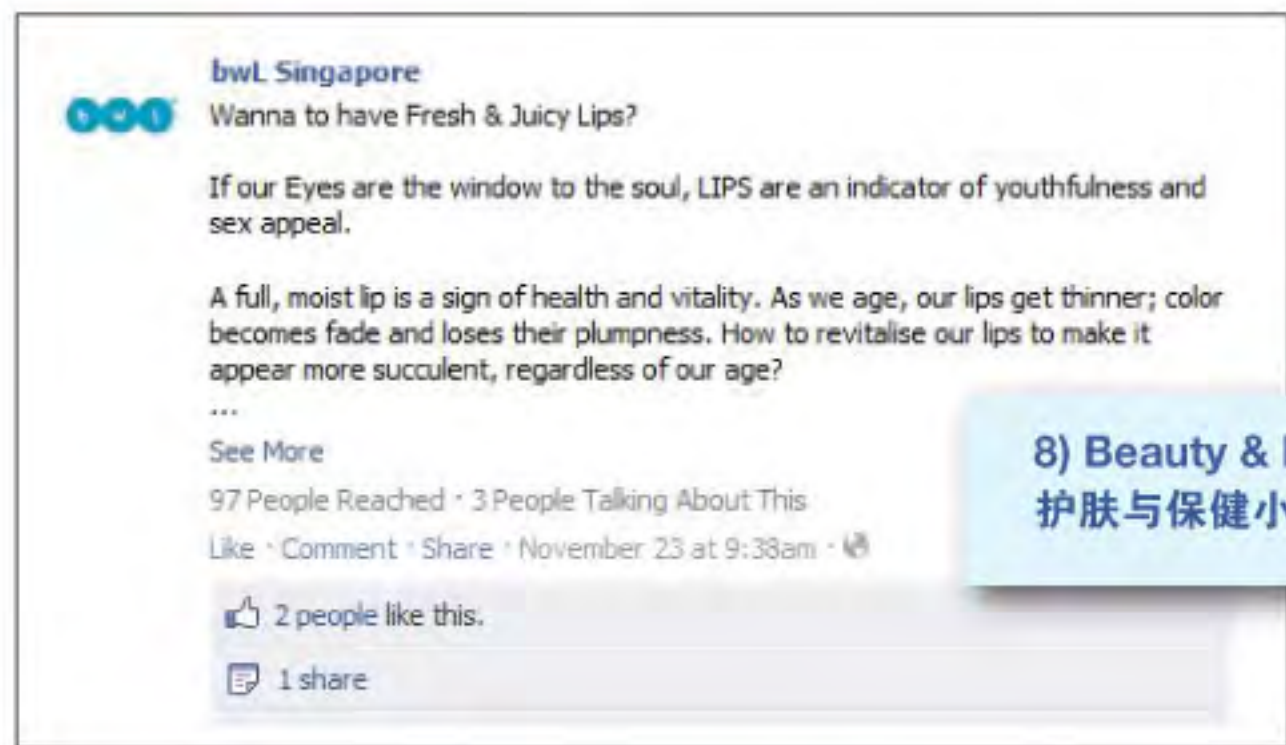 bwL Singapore
Wanna to have Fresh & Juicy Lips?
If our Eyes are the window to the soul, LIPS are an indicator of youthfulness and
sex appeal.
A full, moist lip is a sign of health and vitality. As we age, our lips get thinner; color
becomes fade and loses their plumpness. How to revitalise our lips to make it
appear more succulent, regardless of our age?
...
See More
97 People Reached · 3 People Talking About This
Like · Comment · Share · November 23 at 9:38am ·
2 people like this.
1 share
8) Beauty &
护肤与保健小